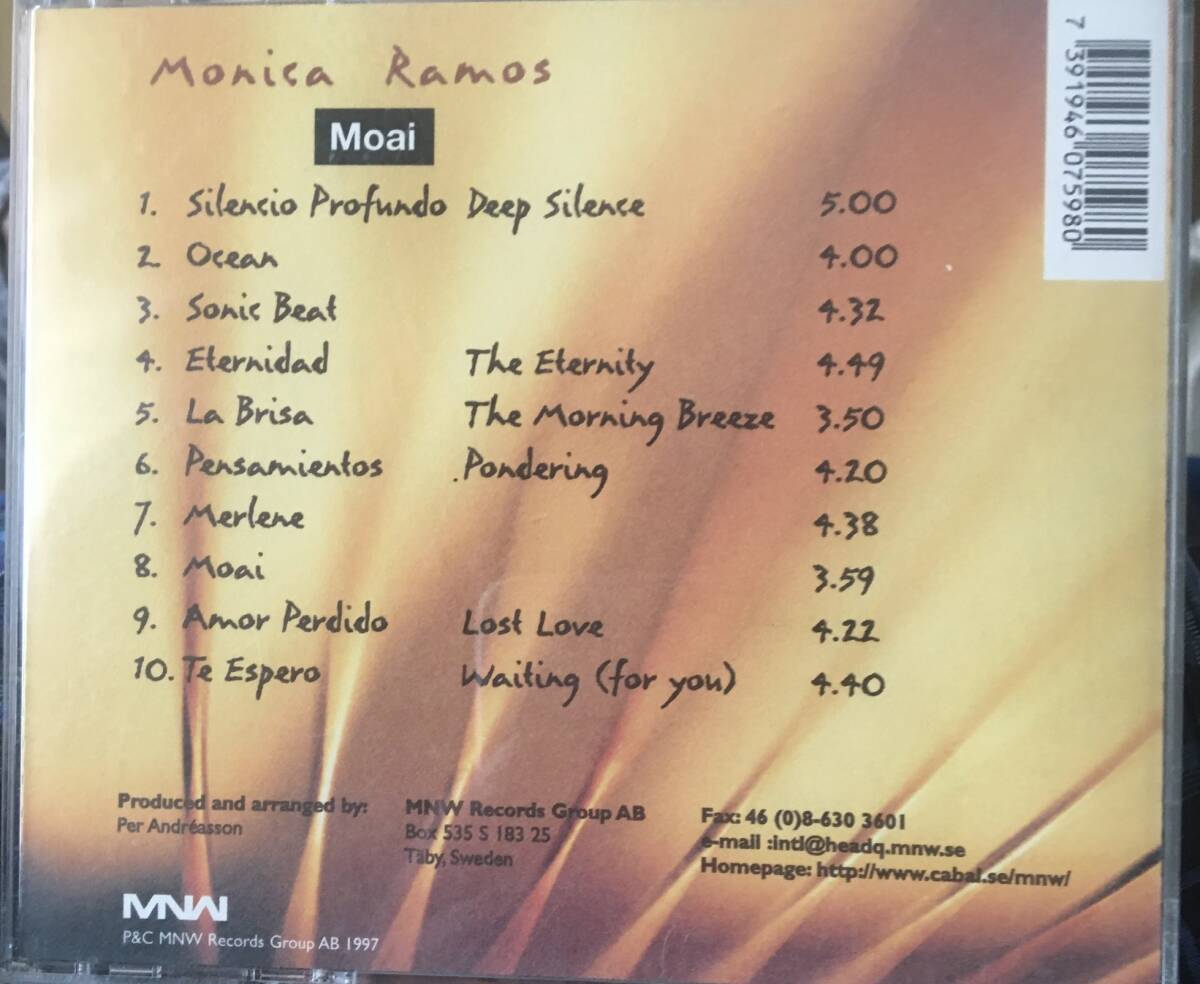 Monica Ramos
Moai
1. Silencio Profundo Deep Silence 5.00
2. Ocean 4.00
3. Sonic Beat 4.32
4. Eternidad The Eternity 4.49
5. La Brisa The Morning Breeze 3.50
6. Pensamientos .Pondering 4.20
7. Merlene 4.38
8. Moai 3.59
9. Amor Perdido Lost Love 4.22
10. Te Espero Waiting (for you) 4.40
Produced and arranged by:
Per Andréasson
MNW Records Group AB
Box 535 S 183 25
Täby, Sweden
Fax: 46 (0)8-630 3601
e-mail :intl@headq.mnw.se
Homepage: http://www.cabal.se/mnw/
MNW
P&C MNW Records Group AB 1997
7 391946 075980